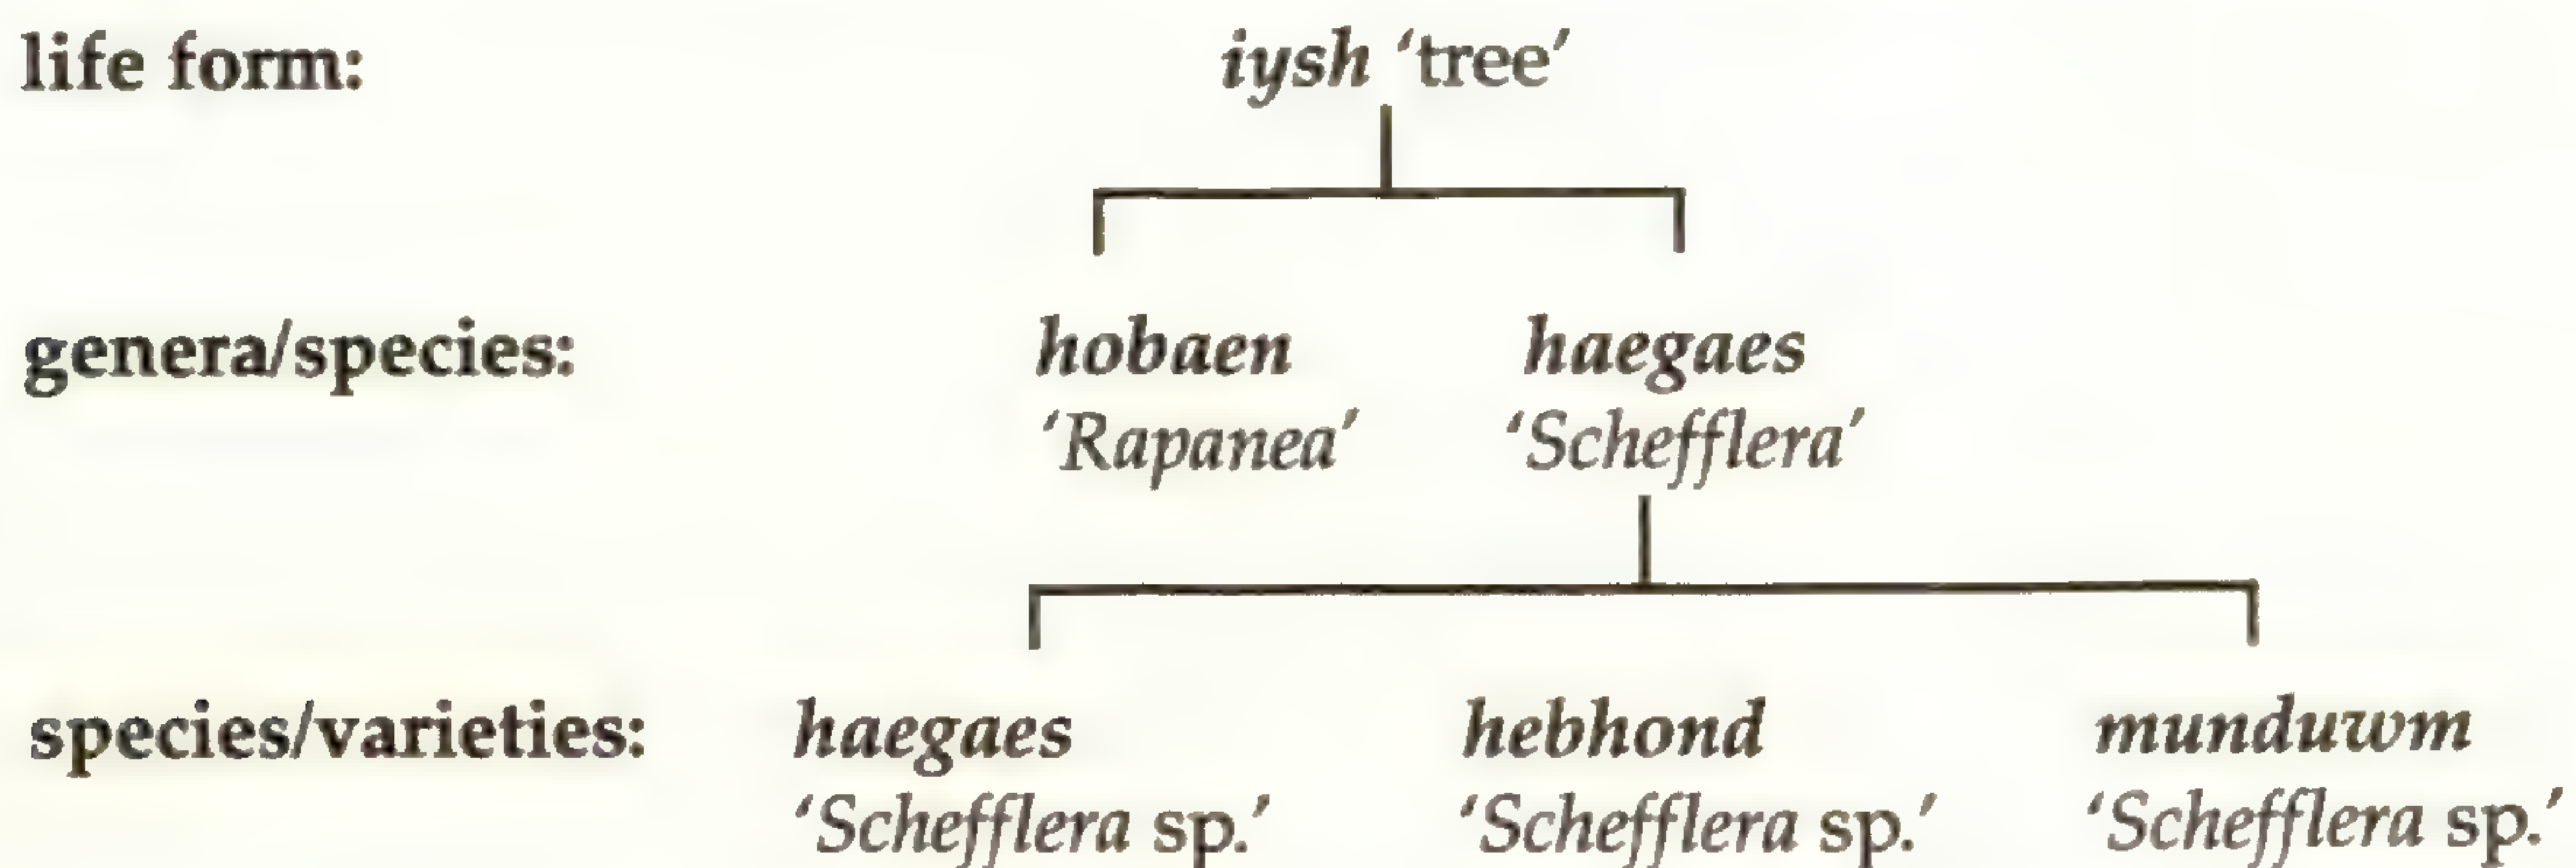 life form: iysh ‘tree’
genera/species: hobaen haegaes
‘Rapanea’ ‘Schefflera’
species/varieties: haegaes hebhond munduwm
‘Schefflera sp.’ ‘Schefflera sp.’ ‘Schefflera sp.’